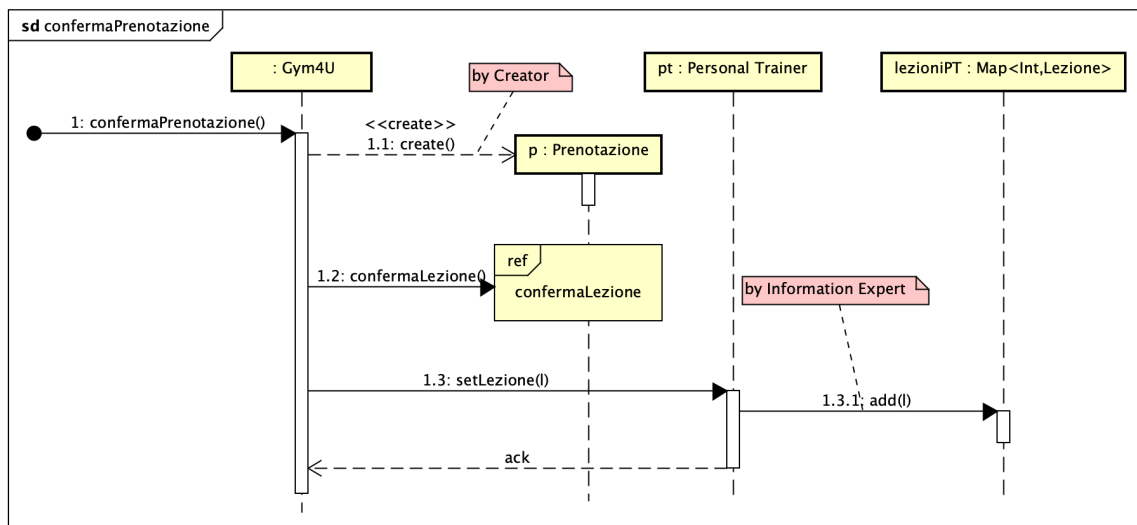 sd confermaPrenotazione
: Gym4U
pt : Personal Trainer
lezioniPT : Map<Int,Lezione>
by Creator
1: confermaPrenotazione()
<<create>>
1.1: create()
p : Prenotazione
ref
1.2: confermaLezione()
confermaLezione
by Information Expert
1.3: setLezione(l)
1.3.1: add(l)
ack